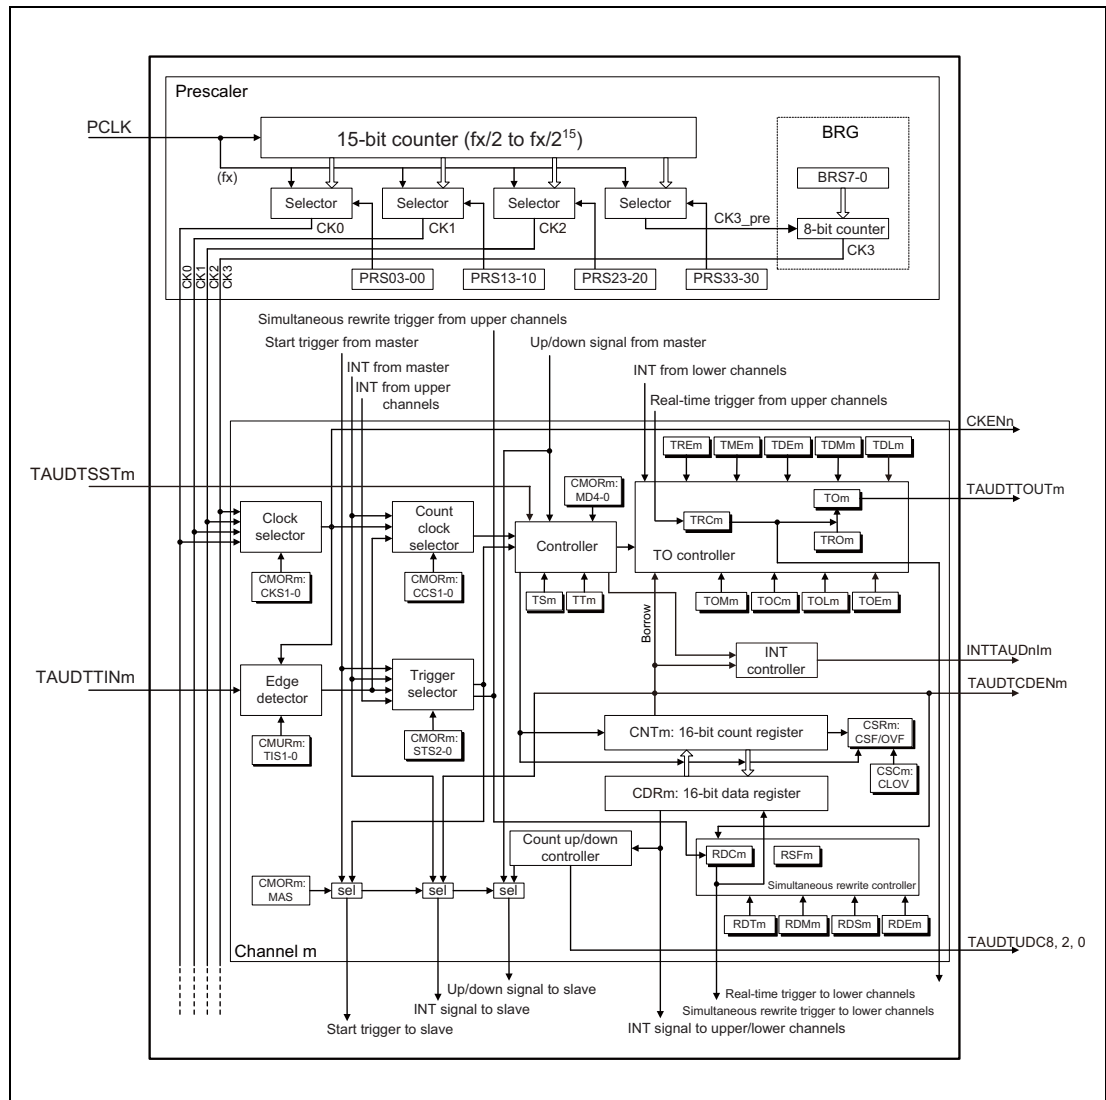 Prescaler
PCLK
15-bit counter (fx/2 to fx/2¹⁵)
BRG
(fx)
BRS7-0
Selector
Selector
Selector
Selector
CK0
CK1
CK2
CK3_pre
8-bit counter
CK3
CK0
CK1
CK2
CK3
PRS03-00
PRS13-10
PRS23-20
PRS33-30
Simultaneous rewrite trigger from upper channels
Start trigger from master
Up/down signal from master
INT from master
INT from lower channels
INT from upper
channels
Real-time trigger from upper channels
CKENn
TREm
TMEm
TDEm
TDMm
TDLm
TAUDTSSTm
CMORm:
MD4-0
TAUDTTOUTm
Clock
selector
Count
clock
selector
Controller
TOm
TRCm
TROm
TO controller
CMORm:
CKS1-0
CMORm:
CCS1-0
TSm
TTm
TOMm
TOCm
TOLm
TOEm
Borrow
INT
controller
INTTAUDnIm
TAUDTTINm
Edge
detector
Trigger
selector
TAUDTCDENm
CMURm:
TIS1-0
CMORm:
STS2-0
CNTm: 16-bit count register
CSRm:
CSF/OVF
CSCm:
CLOV
CDRm: 16-bit data register
Count up/down
controller
RDCm
RSFm
Simultaneous rewrite controller
CMORm:
MAS
sel
sel
sel
RDTm
RDMm
RDSm
RDEm
Channel m
TAUDTUDC8, 2, 0
Up/down signal to slave
Real-time trigger to lower channels
INT signal to slave
Simultaneous rewrite trigger to lower channels
Start trigger to slave
INT signal to upper/lower channels